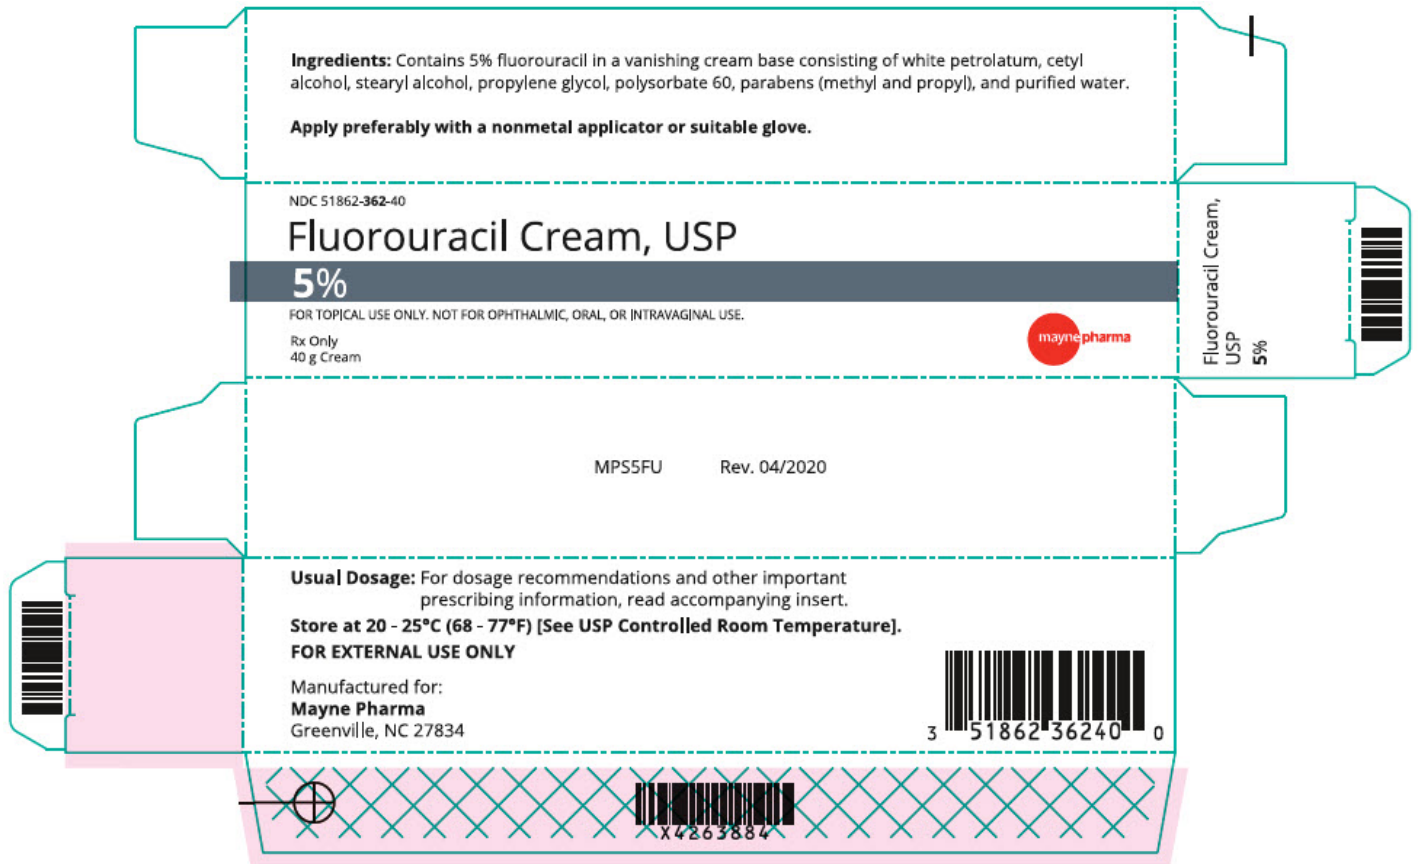 Ingredients: Contains 5% fluorouracil in a vanishing cream base consisting of white petrolatum, cetyl
alcohol, stearyl alcohol, propylene glycol, polysorbate 60, parabens (methyl and propyl), and purified water.
Apply preferably with a nonmetal applicator or suitable glove.
NDC 51862-362-40
Fluorouracil Cream, USP
5%
FOR TOPICAL USE ONLY. NOT FOR OPHTHALMIC, ORAL, OR INTRAVAGINAL USE.
Rx Only
40 g Cream
maynepharma
Fluorouracil Cream,
USP
5%
MPS5FU Rev. 04/2020
Usual Dosage: For dosage recommendations and other important
prescribing information, read accompanying insert.
Store at 20 - 25°C (68 - 77°F) [See USP Controlled Room Temperature].
FOR EXTERNAL USE ONLY
Manufactured for:
Mayne Pharma
Greenville, NC 27834
3 51862 36240 0
X4263884